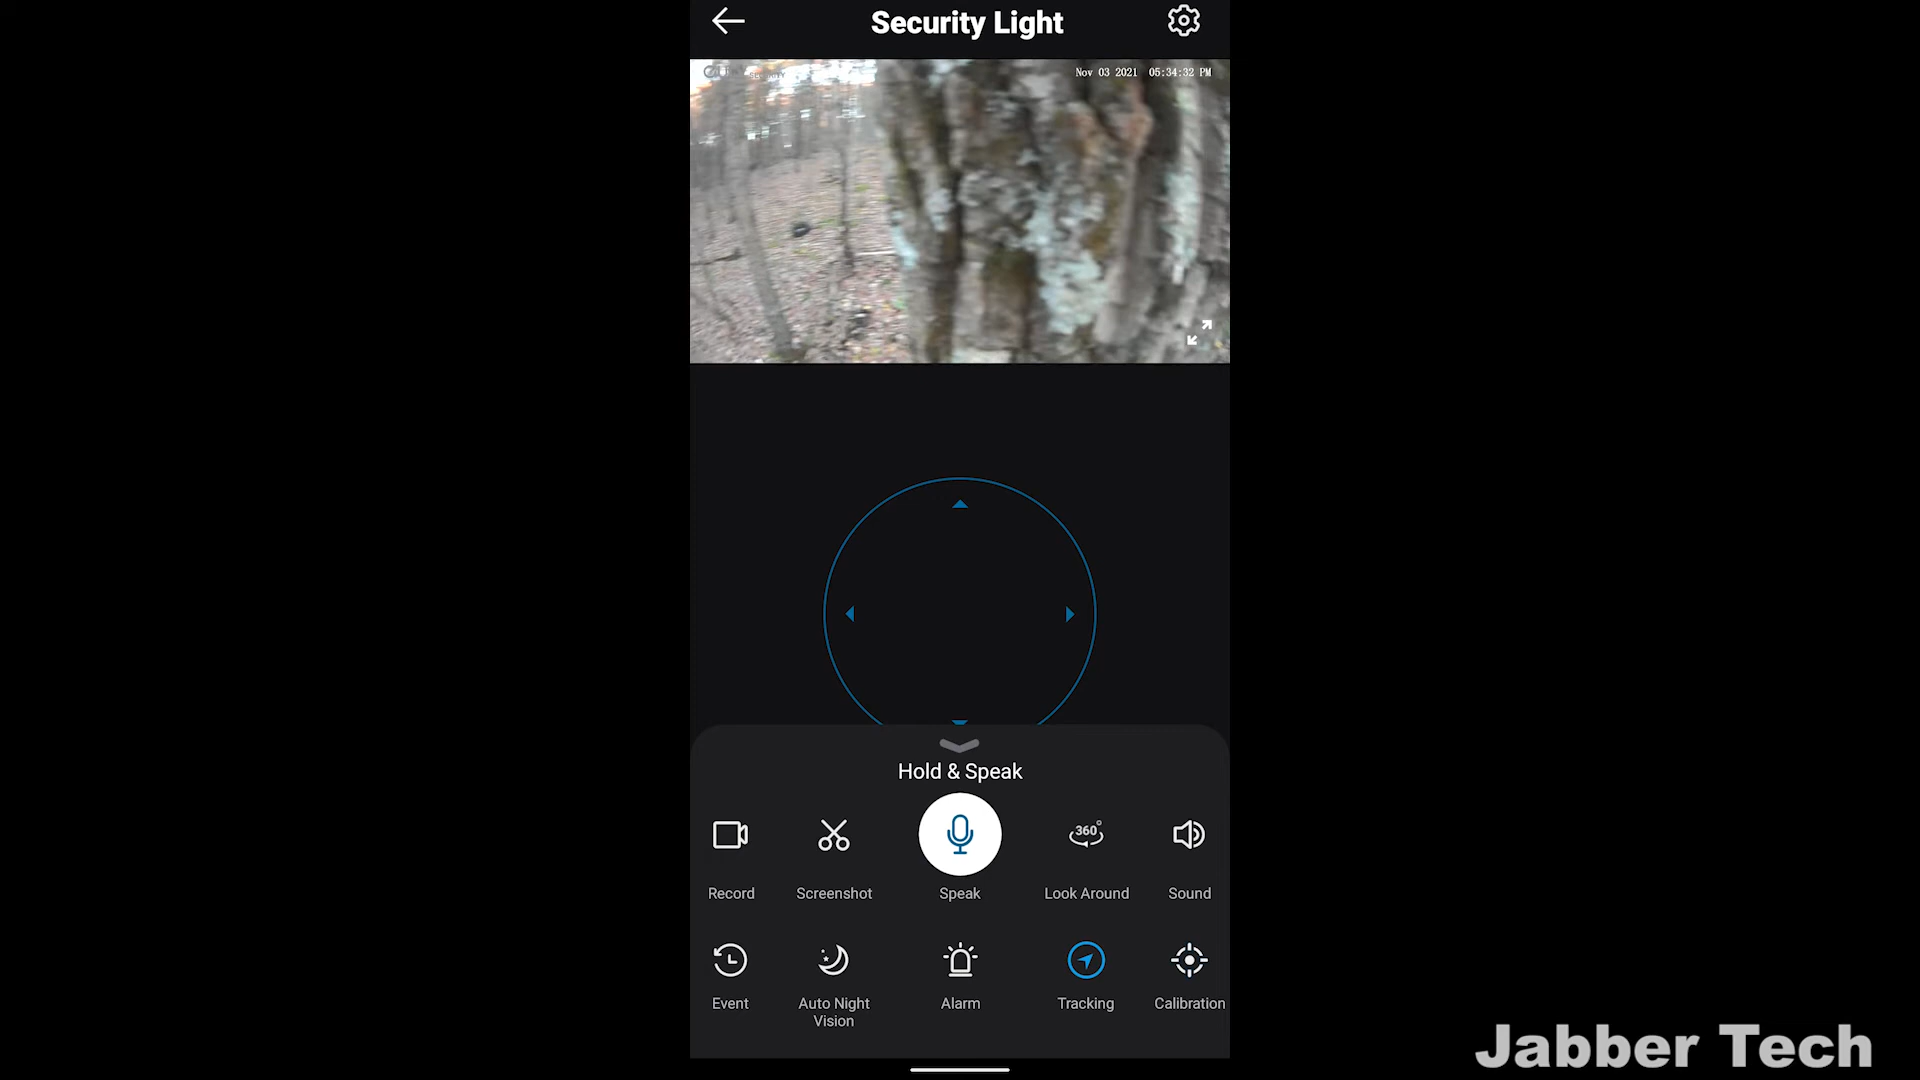 Security Light
Nov 03 2021 05:34:32 PM
Hold & Speak
Record Screenshot Speak 360° Look Around Sound
Event Auto Night Vision Alarm Tracking Calibration
Jabber Tech